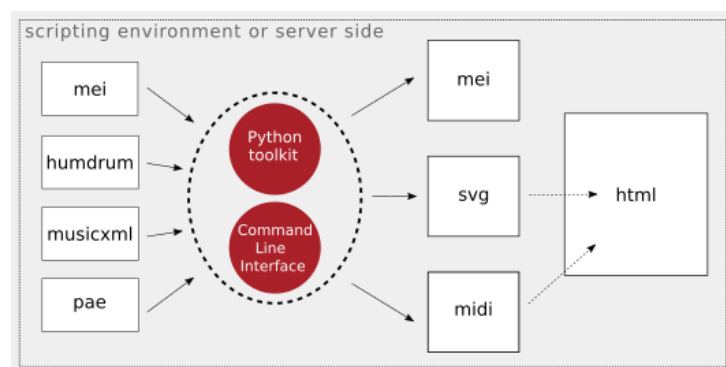 scripting environment or server side
mei
humdrum
musicxml
pae
Python
toolkit
Command
Line
Interface
mei
svg
midi
html